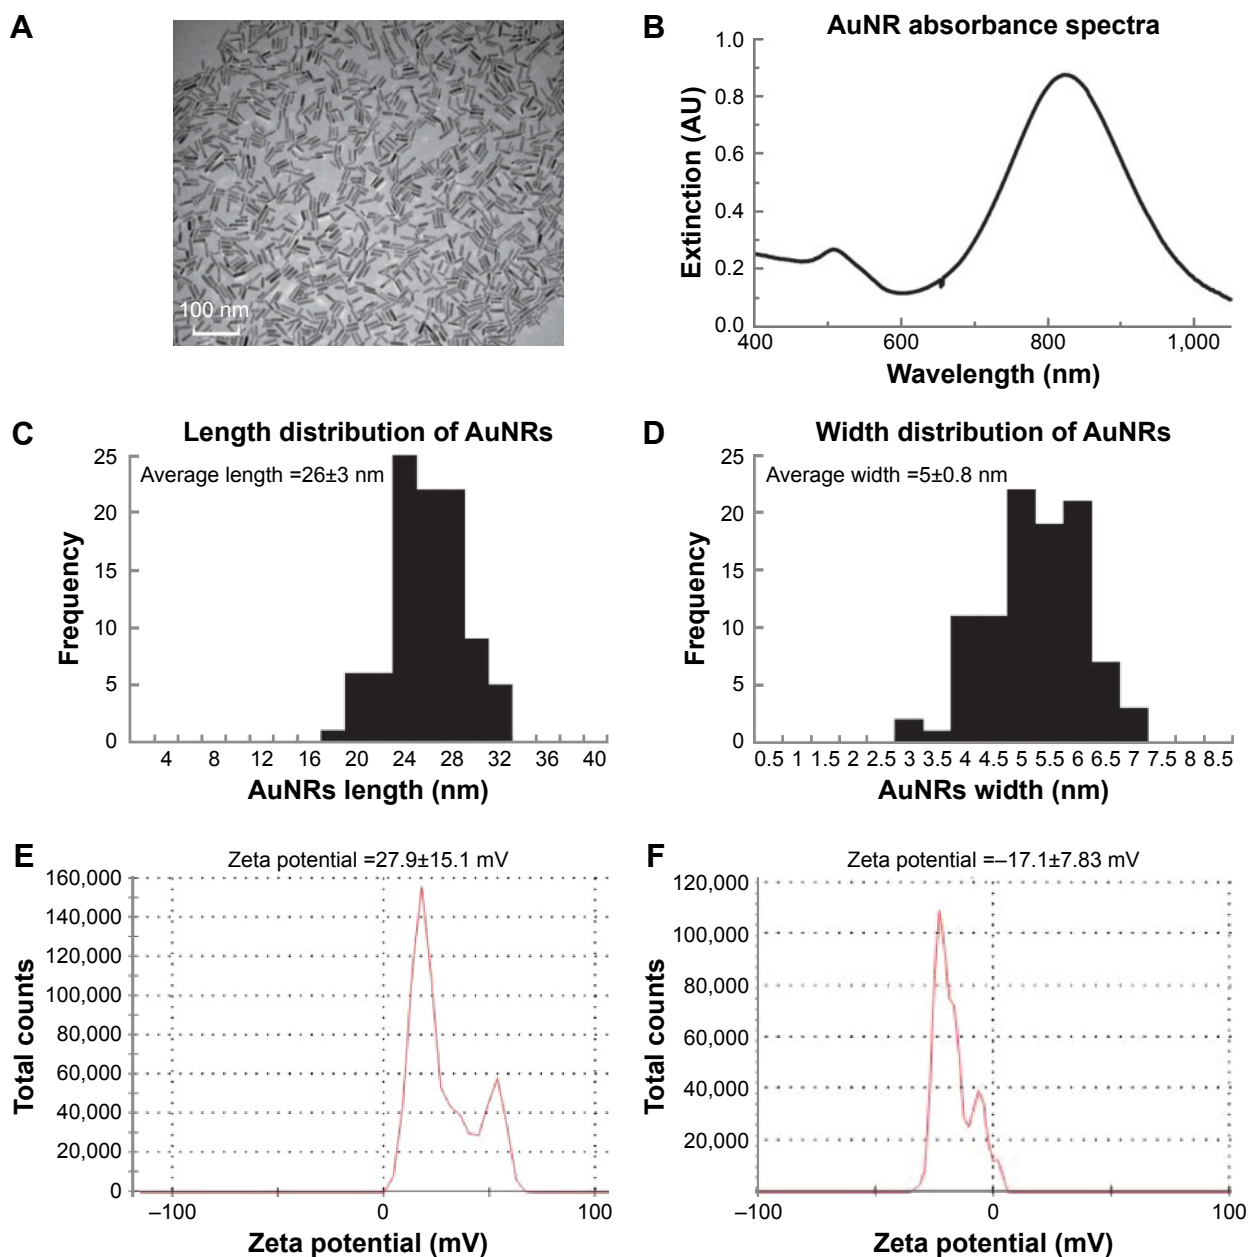 A
100 nm
B
AuNR absorbance spectra
1.0
0.8
0.6
0.4
0.2
0.0
Extinction (AU)
400 600 800 1,000
Wavelength (nm)
C
Length distribution of AuNRs
Average length =26±3 nm
25
20
15
10
5
0
Frequency
4 8 12 16 20 24 28 32 36 40
AuNRs length (nm)
D
Width distribution of AuNRs
Average width =5±0.8 nm
25
20
15
10
5
0
Frequency
0.5 1 1.5 2 2.5 3 3.5 4 4.5 5 5.5 6 6.5 7 7.5 8 8.5
AuNRs width (nm)
E
Zeta potential =27.9±15.1 mV
160,000
140,000
120,000
100,000
80,000
60,000
40,000
20,000
0
Total counts
–100 0 100
Zeta potential (mV)
F
Zeta potential =–17.1±7.83 mV
120,000
100,000
80,000
60,000
40,000
20,000
Total counts
–100 0 100
Zeta potential (mV)